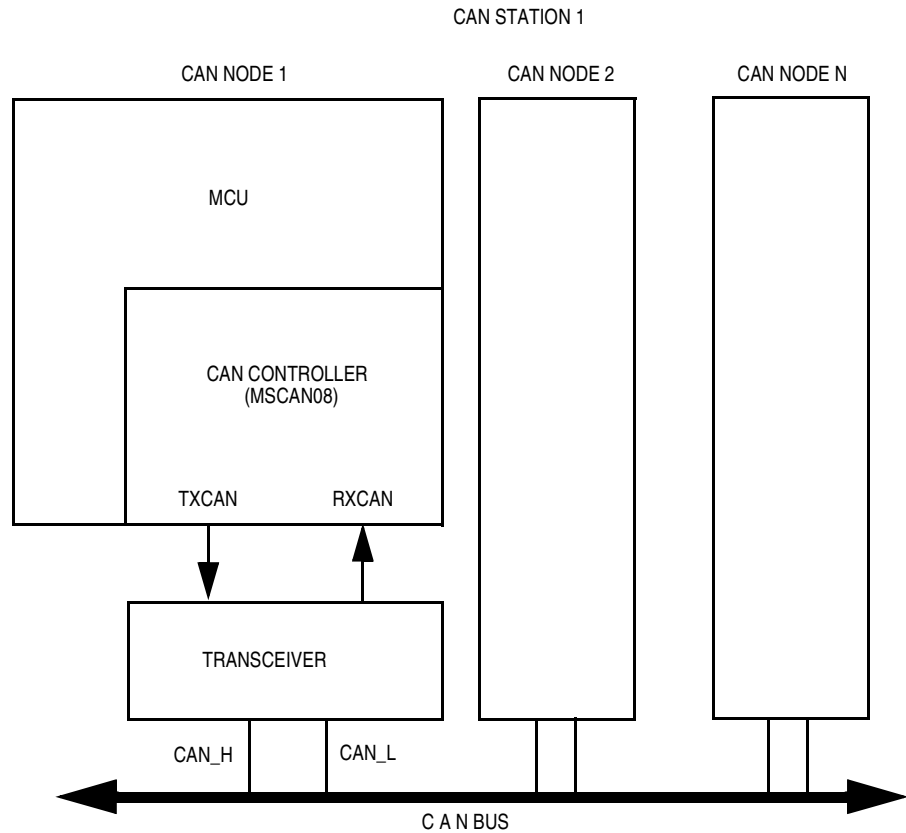 CAN STATION 1
CAN NODE 1
CAN NODE 2
CAN NODE N
MCU
CAN CONTROLLER
(MSCAN08)
TXCAN
RXCAN
TRANSCEIVER
CAN_H
CAN_L
C A N BUS